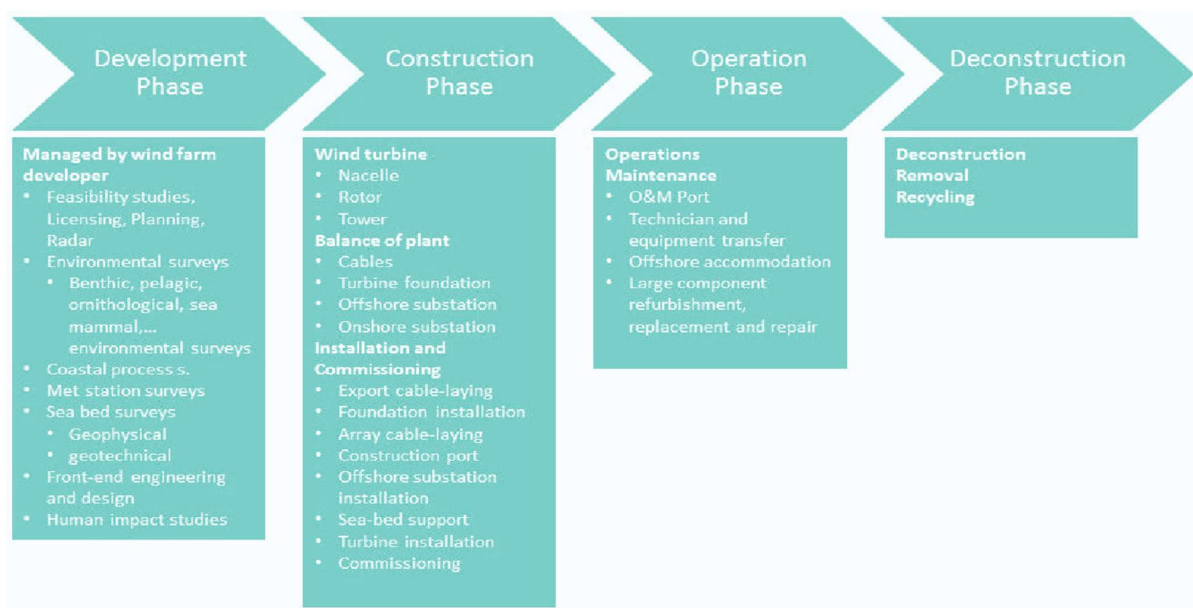 Development
Phase
Construction
Phase
Operation
Phase
Deconstruction
Phase
Managed by wind farm
developer
• Feasibility studies,
Licensing, Planning,
Radar
• Environmental surveys
• Benthic, pelagic,
ornithological, sea
mammal,...
environmental surveys
• Coastal process s.
• Met station surveys
• Sea bed surveys
• Geophysical
• geotechnical
• Front-end engineering
and design
• Human impact studies
Wind turbine
• Nacelle
• Rotor
• Tower
Balance of plant
• Cables
• Turbine foundation
• Offshore substation
• Onshore substation
Installation and
Commissioning
• Export cable-laying
• Foundation installation
• Array cable-laying
• Construction port
• Offshore substation
installation
• Sea-bed support
• Turbine installation
• Commissioning
Operations
Maintenance
• O&M Port
• Technician and
equipment transfer
• Offshore accommodation
• Large component
refurbishment,
replacement and repair
Deconstruction
Removal
Recycling